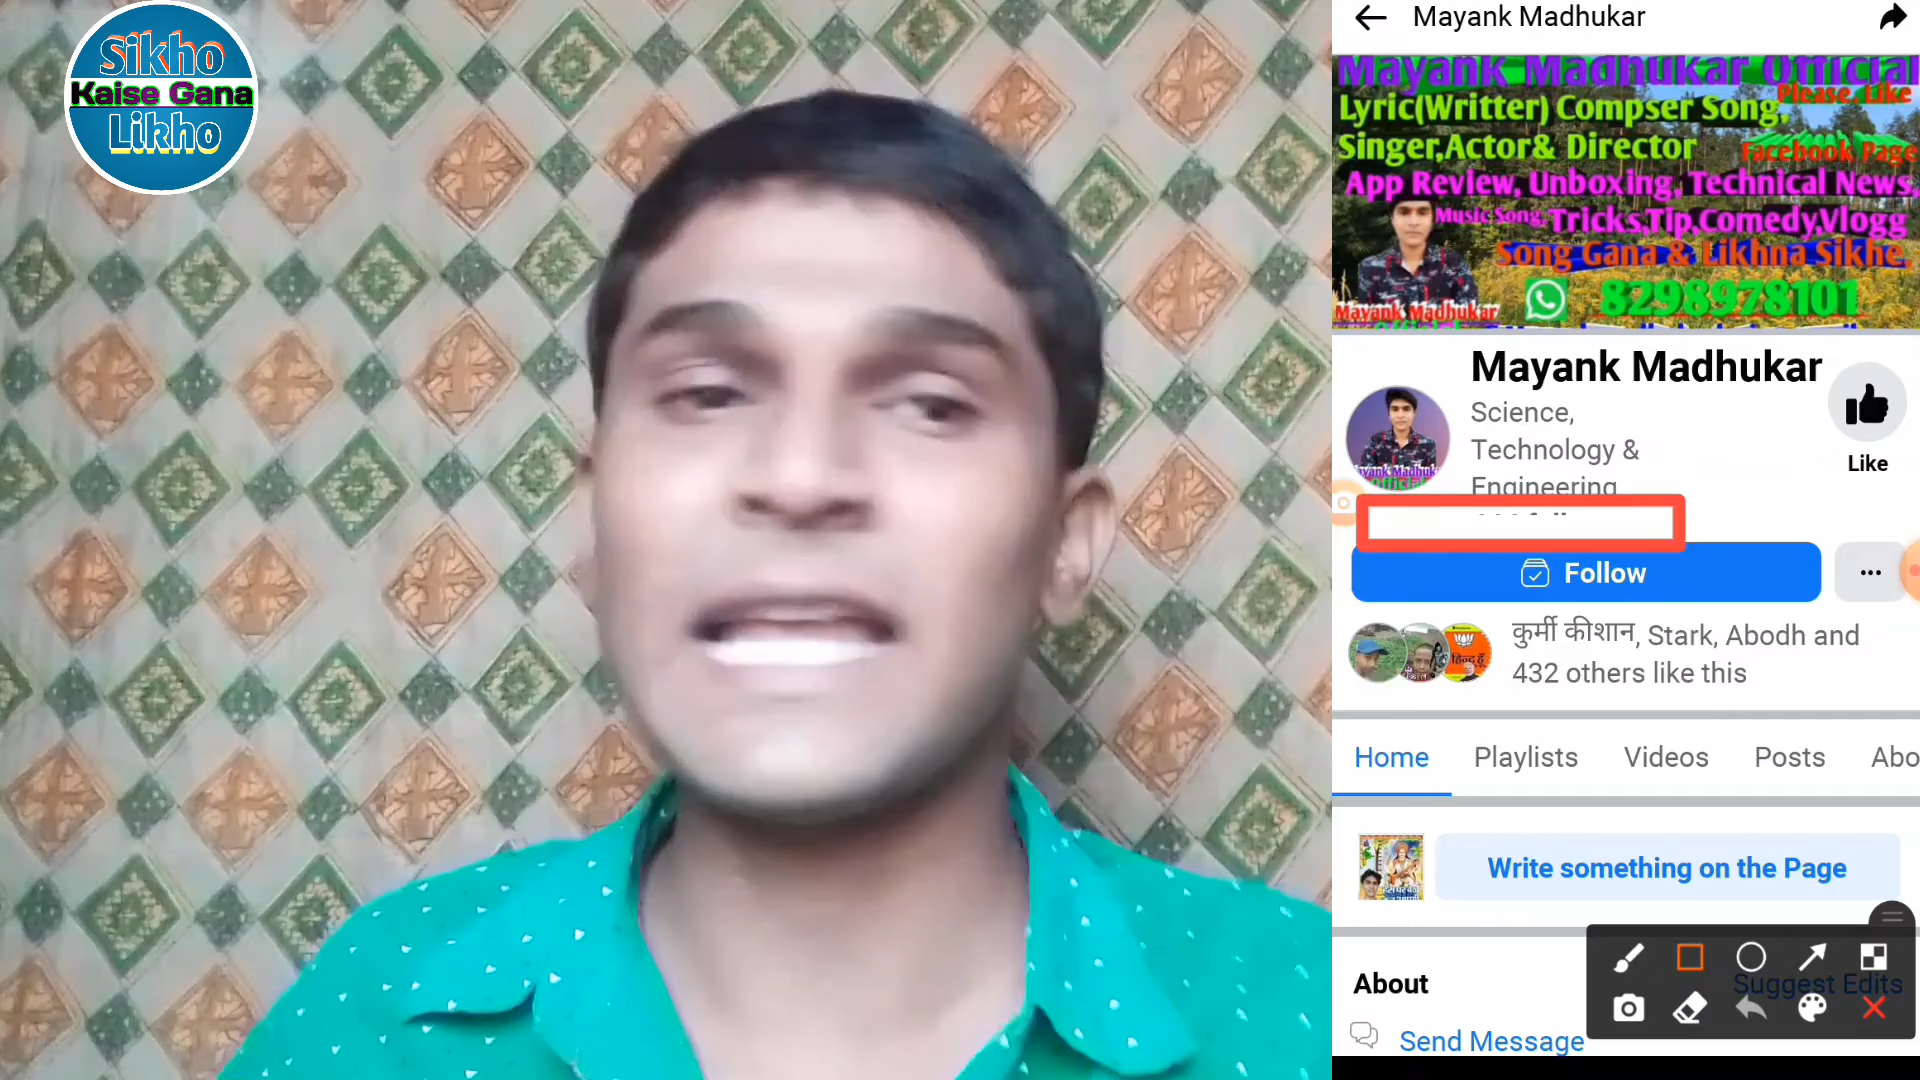 Sikho
Kaise Gana
Likho
Mayank Madhukar
Mayank Madhukar Official
Please, Like
Lyric(Writter) Compser Song,
Singer,Actor& Director
Facebook Page
App Review, Unboxing, Technical News,
Music Song, Tricks,Tip,Comedy,Vlogg
Song Gana & Likhna Sikhe,
Mayank Madhukar
8298978101
Mayank Madhukar
Science,
Technology &
Engineering
Like
Follow
कुर्मी कीशान, Stark, Abodh and
432 others like this
Home Playlists Videos Posts Abo
Write something on the Page
About
Suggest Edits
Send Message